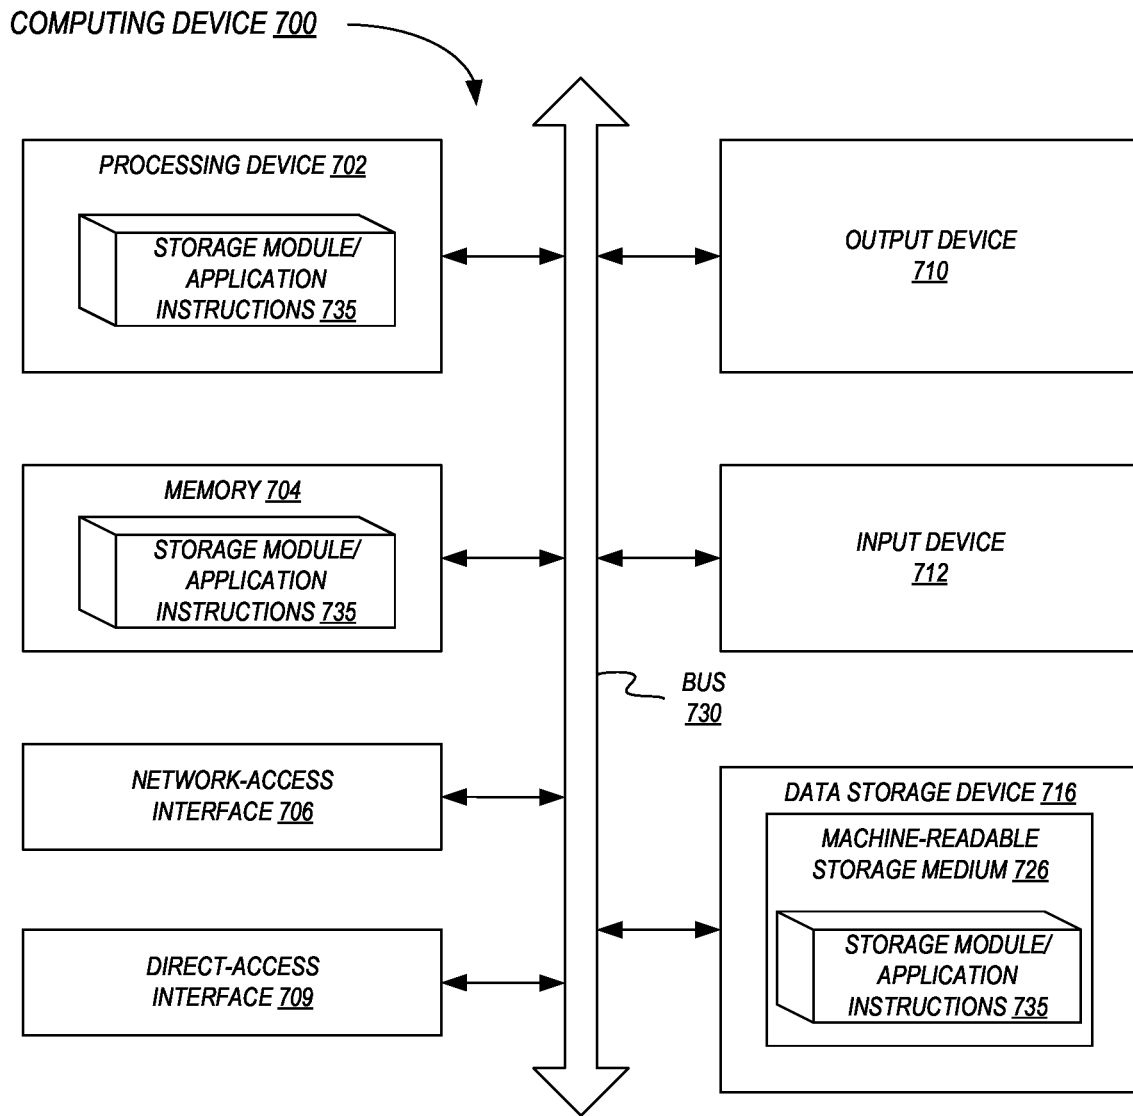 COMPUTING DEVICE 700
PROCESSING DEVICE 702
STORAGE MODULE/
APPLICATION
INSTRUCTIONS 735
OUTPUT DEVICE
710
MEMORY 704
STORAGE MODULE/
APPLICATION
INSTRUCTIONS 735
INPUT DEVICE
712
BUS
730
NETWORK-ACCESS
INTERFACE 706
DATA STORAGE DEVICE 716
MACHINE-READABLE
STORAGE MEDIUM 726
STORAGE MODULE/
APPLICATION
INSTRUCTIONS 735
DIRECT-ACCESS
INTERFACE 709